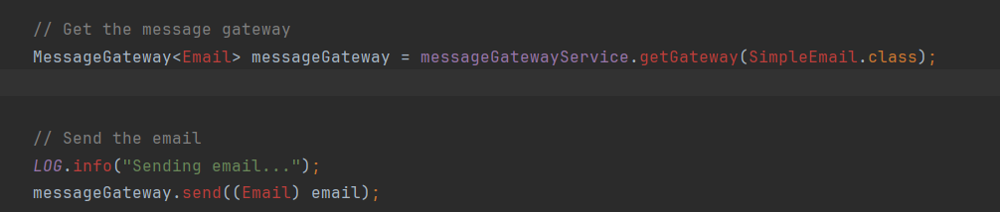 // Get the message gateway
MessageGateway<Email> messageGateway = messageGatewayService.getGateway(SimpleEmail.class);
// Send the email
LOG.info("Sending email...");
messageGateway.send((Email) email);